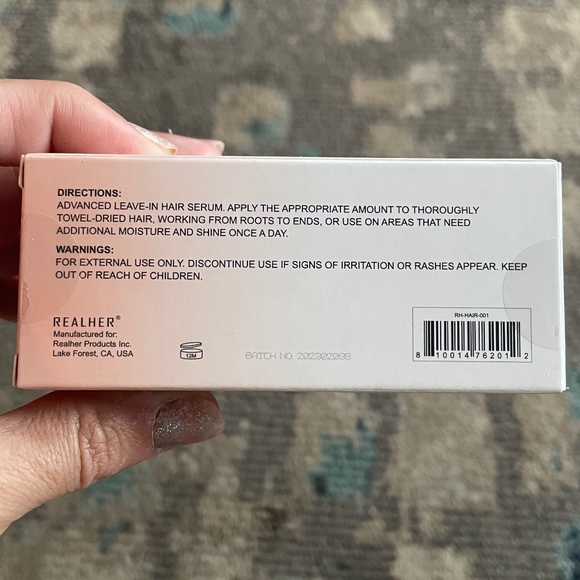 DIRECTIONS:
ADVANCED LEAVE-IN HAIR SERUM. APPLY THE APPROPRIATE AMOUNT TO THOROUGHLY
TOWEL-DRIED HAIR, WORKING FROM ROOTS TO ENDS, OR USE ON AREAS THAT NEED
ADDITIONAL MOISTURE AND SHINE ONCE A DAY.
WARNINGS:
FOR EXTERNAL USE ONLY. DISCONTINUE USE IF SIGNS OF IRRITATION OR RASHES APPEAR. KEEP
OUT OF REACH OF CHILDREN.
REALHER®
Manufactured for:
Realher Products Inc.
Lake Forest, CA, USA
12M
BATCH NO. 202302098
RH-HAIR-001
8 10014 76201 2